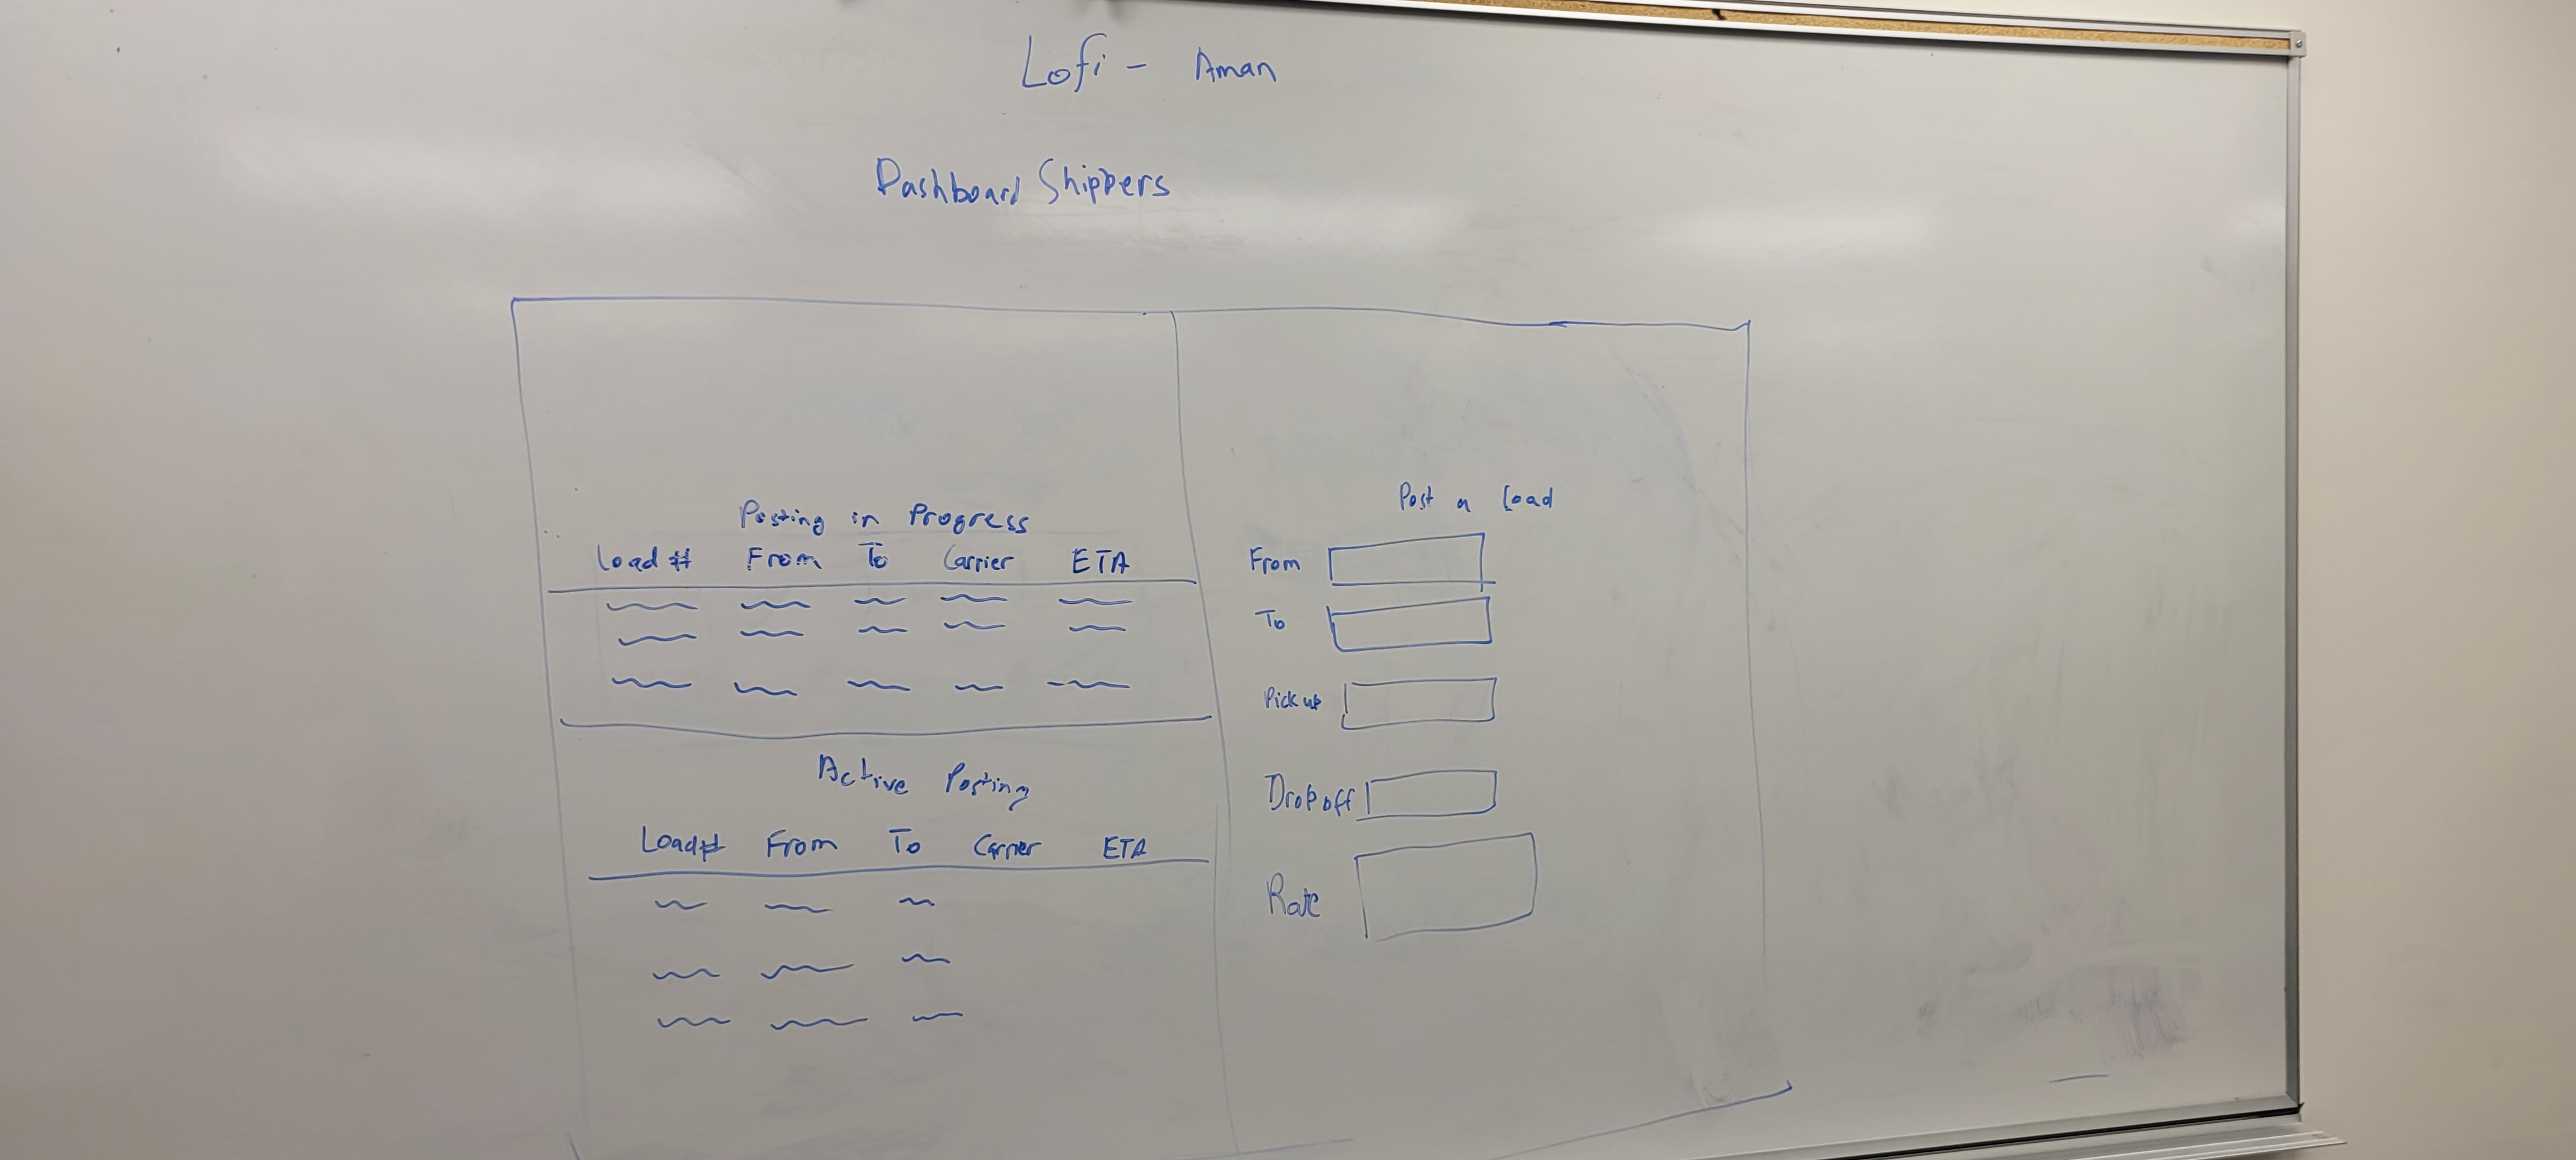 Lofi - Aman
Dashboard Shippers
Posting in Progress
Load # From To Carrier ETA
Active Posting
Load# From To Carrier ETA
Post a Load
From
To
Pick up
Drop off
Rate